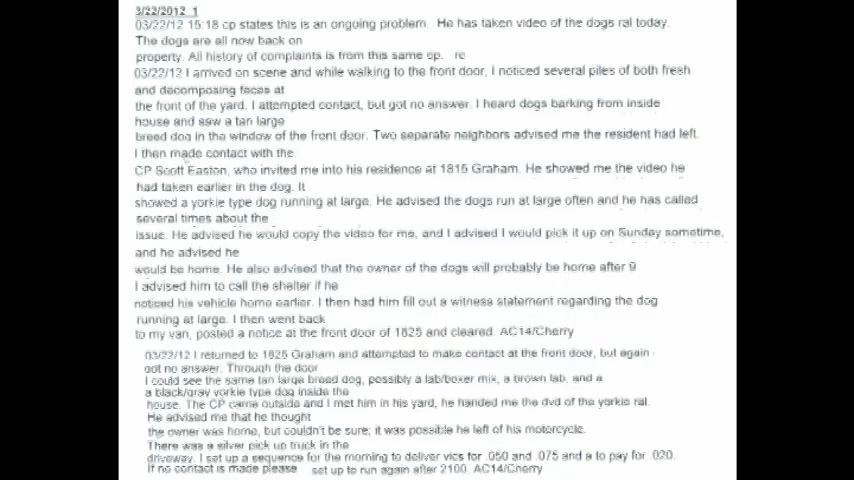 3/23/2012 1
03/22/12 15:18 cp states this is an ongoing problem. He has taken video of the dogs ral today.
The dogs are all now back on
property. All history of complaints is from this same cp. re
03/22/12 I arrived on scene and while walking to the front door, I noticed several piles of both fresh
and decomposing feces at
the front of the yard. I attempted contact, but got no answer. I heard dogs barking from inside
house and saw a tan large
breed dog in the window of the front door. Two separate neighbors advised me the resident had left.
I then made contact with the
CP Scott Easton, who invited me into his residence at 1815 Graham. He showed me the video he
had taken earlier in the dog. It
showed a yorkie type dog running at large. He advised the dogs run at large often and he has called
several times about the
issue. He advised he would copy the video for me, and I advised I would pick it up on Sunday sometime,
and he advised he
would be home. He also advised that the owner of the dogs will probably be home after 9
I advised him to call the shelter if he
noticed his vehicle home earlier. I then had him fill out a witness statement regarding the dog
running at large. I then went back
to my van, posted a notice at the front door of 1825 and cleared. AC14/Cherry
03/22/12 I returned to 1825 Graham and attempted to make contact at the front door, but again
got no answer. Through the door
I could see the same tan large breed dog, possibly a lab/boxer mix, a brown lab, and a
a black/gray yorkie type dog inside the
house. The CP came outside and I met him in his yard, he handed me the dvd of the yorkie ral.
He advised me that he thought
the owner was home, but couldn't be sure; it was possible he left of his motorcycle.
There was a silver pick up truck in the
driveway. I set up a sequence for the morning to deliver vics for .050 and .075 and a to pay for .020.
If no contact is made please set up to run again after 2100. AC14/Cherry